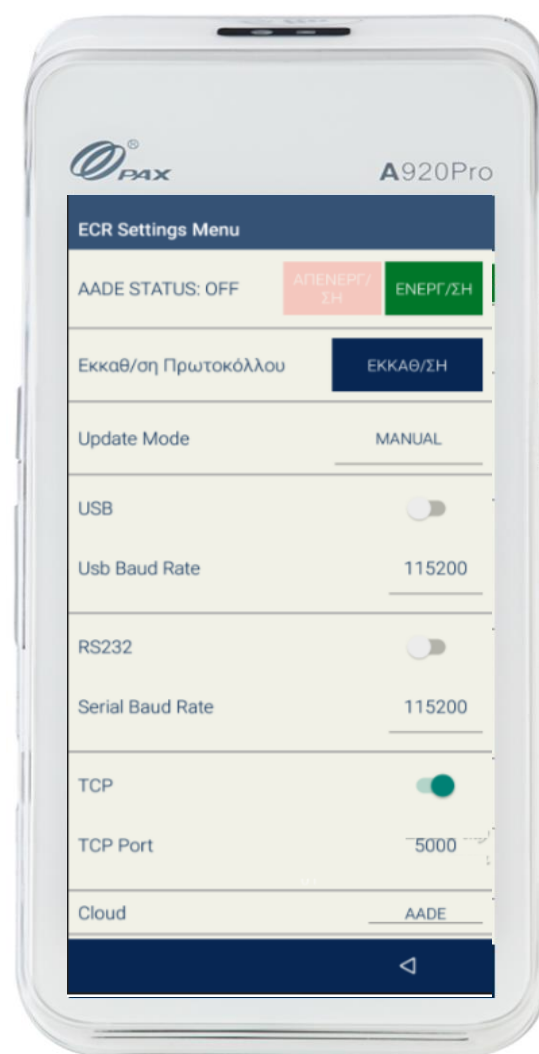 PAX
A920Pro
ECR Settings Menu
AADE STATUS: OFF
ΑΠΕΝΕΡΓ/
ΣΗ
ΕΝΕΡΓ/ΣΗ
Εκκαθ/ση Πρωτοκόλλου
ΕΚΚΑΘ/ΣΗ
Update Mode
MANUAL
USB
Usb Baud Rate
115200
RS232
Serial Baud Rate
115200
TCP
TCP Port
5000
Cloud
AADE